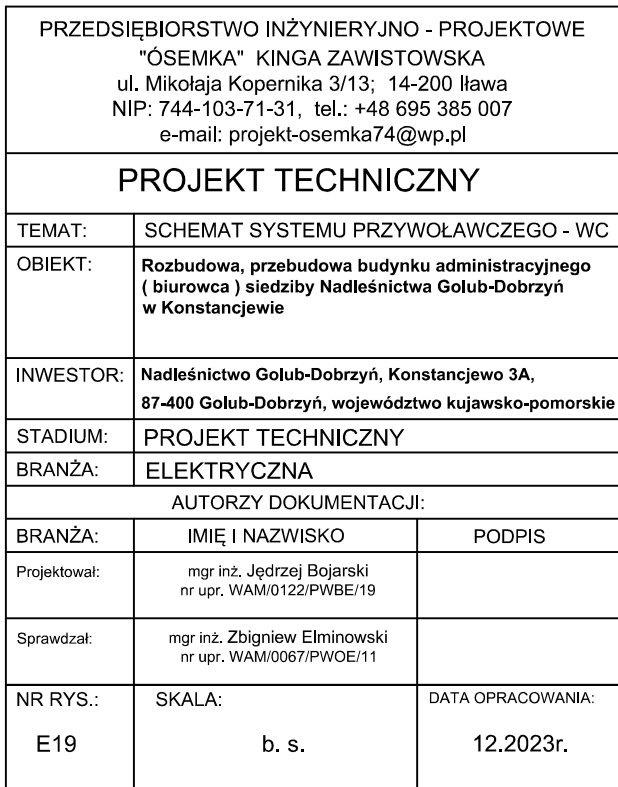 PRZEDSIĘBIORSTWO INŻYNIERYJNO - PROJEKTOWE
"ÓSEMKA" KINGA ZAWISTOWSKA
ul. Mikołaja Kopernika 3/13; 14-200 Iława
NIP: 744-103-71-31, tel.: +48 695 385 007
e-mail: projekt-osemka74@wp.pl
PROJEKT TECHNICZNY
TEMAT: SCHEMAT SYSTEMU PRZYWOŁAWCZEGO - WC
OBIEKT: Rozbudowa, przebudowa budynku administracyjnego
( biurowca ) siedziby Nadleśnictwa Golub-Dobrzyń
w Konstancjewie
INWESTOR: Nadleśnictwo Golub-Dobrzyń, Konstancjewo 3A,
87-400 Golub-Dobrzyń, województwo kujawsko-pomorskie
STADIUM: PROJEKT TECHNICZNY
BRANŻA: ELEKTRYCZNA
AUTORZY DOKUMENTACJI:
BRANŻA: IMIĘ I NAZWISKO PODPIS
Projektował: mgr inż. Jędrzej Bojarski
nr upr. WAM/0122/PWBE/19
Sprawdzał: mgr inż. Zbigniew Elminowski
nr upr. WAM/0067/PWOE/11
NR RYS.: SKALA: DATA OPRACOWANIA:
E19 b. s. 12.2023r.